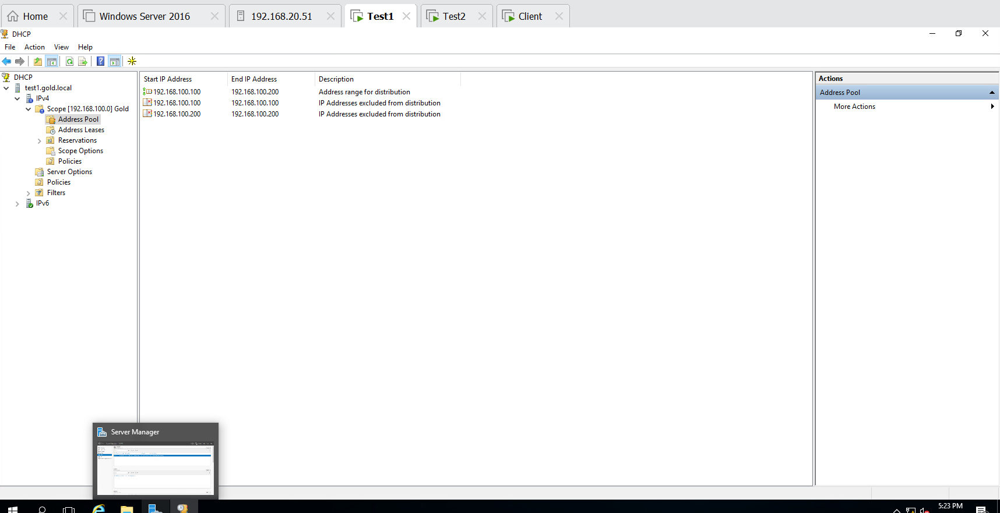 Home
Windows Server 2016
192.168.20.51
Test1
Test2
Client
DHCP
File Action View Help
DHCP
test1.gold.local
IPv4
Scope [192.168.100.0] Gold
Address Pool
Address Leases
Reservations
Scope Options
Policies
Server Options
Policies
Filters
IPv6
Start IP Address End IP Address Description
192.168.100.100 192.168.100.200 Address range for distribution
192.168.100.100 192.168.100.100 IP Addresses excluded from distribution
192.168.100.200 192.168.100.200 IP Addresses excluded from distribution
Actions
Address Pool
More Actions
Server Manager
5:23 PM